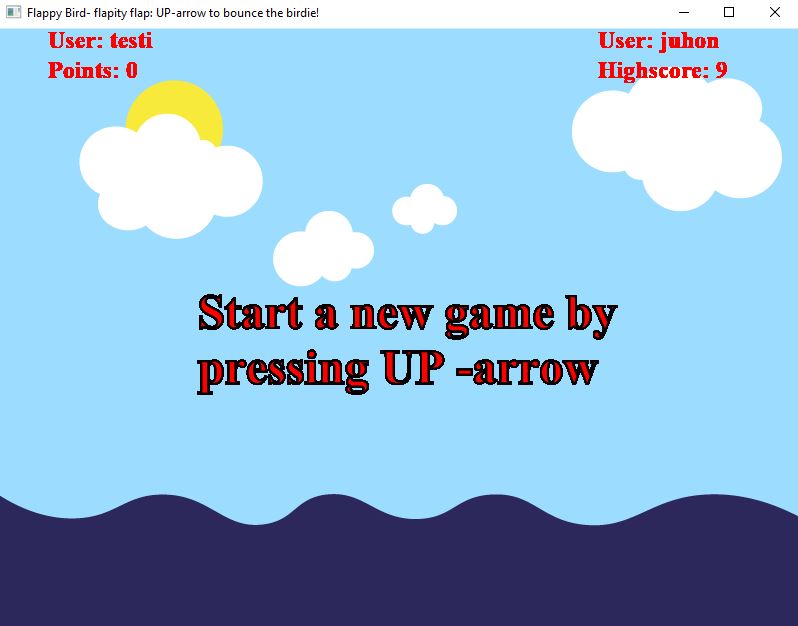 Flappy Bird- flapity flap: UP-arrow to bounce the birdie!
User: testi
Points: 0
User: juhon
Highscore: 9
Start a new game by
pressing UP -arrow